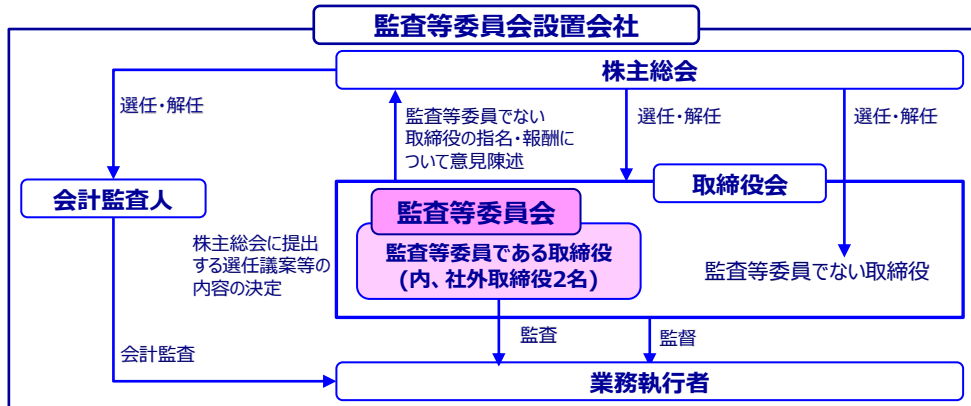 監査等委員会設置会社
株主総会
選任・解任
監査等委員でない
取締役の指名・報酬に
ついて意見陳述
選任・解任
選任・解任
会計監査人
取締役会
監査等委員会
監査等委員である取締役
(内、社外取締役2名)
監査等委員でない取締役
株主総会に提出
する選任議案等の
内容の決定
監査
監督
会計監査
業務執行者